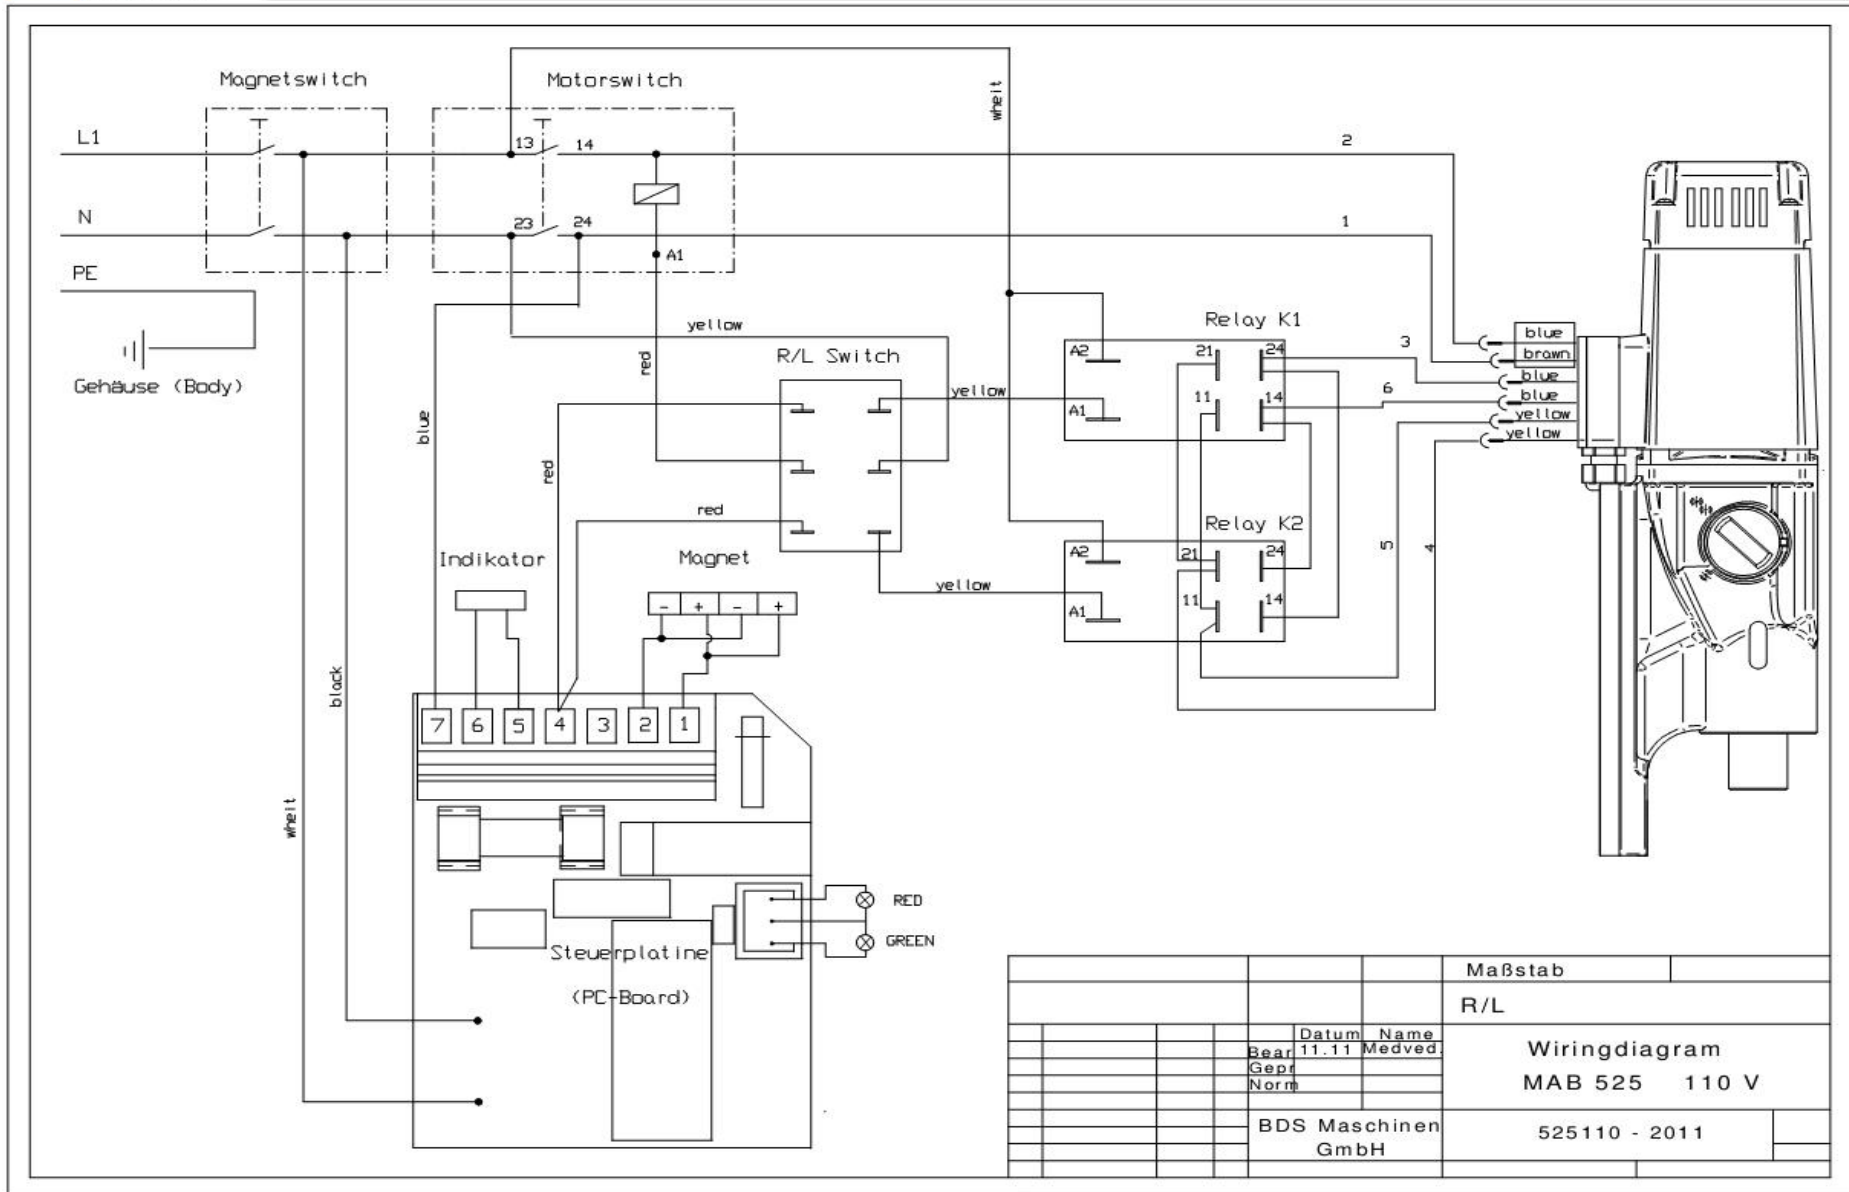 Magnetswitch
Motorswitch
wheit
L1
13
14
2
N
23
24
1
A1
PE
yellow
Relay K1
R/L Switch
red
3
blue
brawn
blue
blue
yellow
yellow
A2
21
24
6
Gehäuse (Body)
yellow
A1
11
14
blue
red
red
Relay K2
5
4
Indikator
Magnet
A2
21
24
yellow
A1
11
14
- + - +
black
7 6 5 4 3 2 1
wheit
RED
GREEN
Steuerplatine
(PC-Board)
Maßstab
R/L
Datum Name
Bear 11.11 Medved.
Gepr
Norm
Wiringdiagram
MAB 525 110 V
BDS Maschinen
GmbH
525110 - 2011